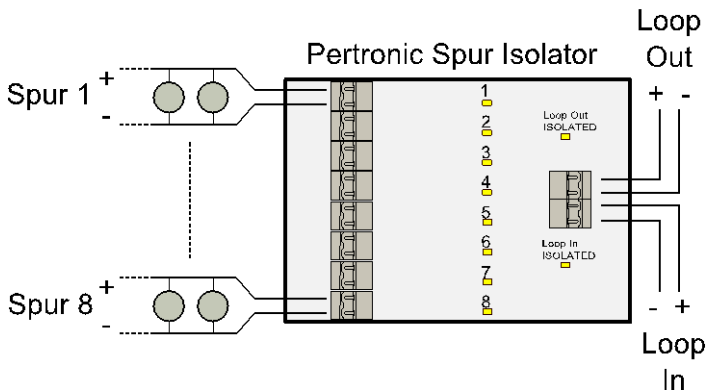 Loop
Out
Pertronic Spur Isolator
+ -
Spur 1
+
-
1
2
3
4
5
6
7
8
Loop Out
ISOLATED
Loop In
ISOLATED
Spur 8
+
-
- +
Loop
In